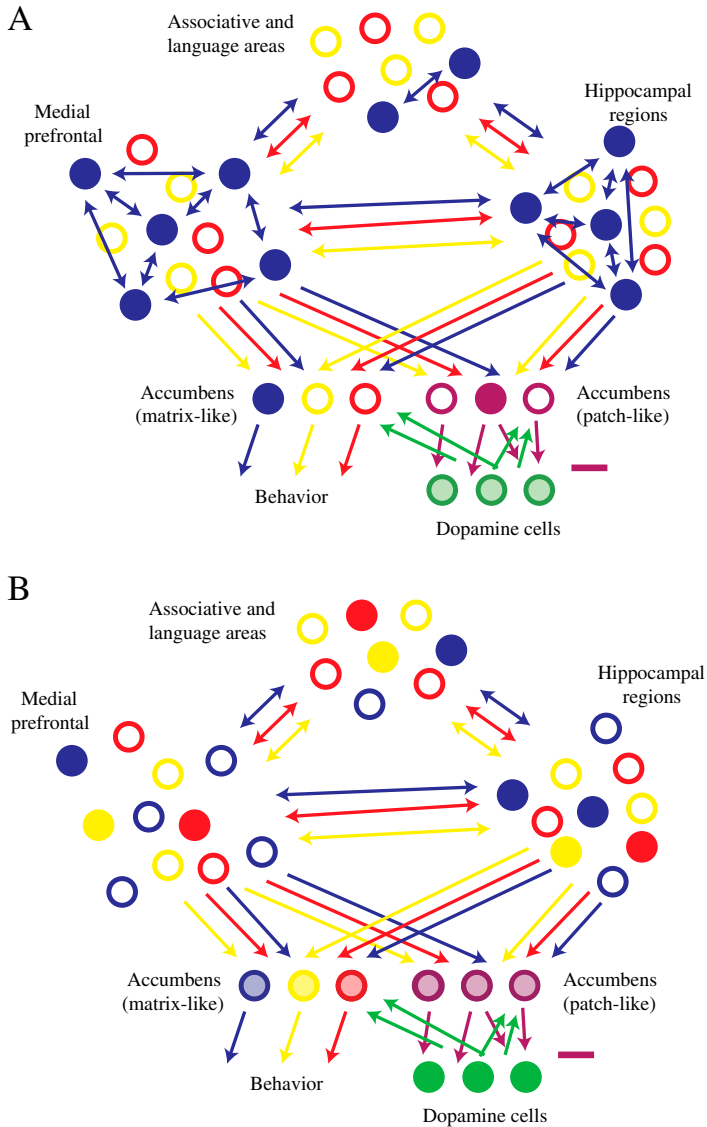 A
Associative and
language areas
Medial
prefrontal
Hippocampal
regions
Accumbens
(matrix-like)
Accumbens
(patch-like)
Behavior
Dopamine cells
B
Associative and
language areas
Medial
prefrontal
Hippocampal
regions
Accumbens
(matrix-like)
Accumbens
(patch-like)
Behavior
Dopamine cells